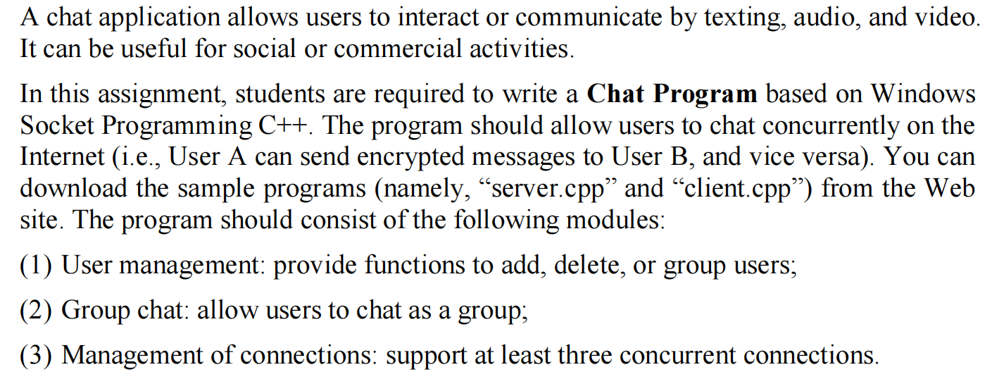 A chat application allows users to interact or communicate by texting, audio, and video.
It can be useful for social or commercial activities.
In this assignment, students are required to write a Chat Program based on Windows
Socket Programming C++. The program should allow users to chat concurrently on the
Internet (i.e., User A can send encrypted messages to User B, and vice versa). You can
download the sample programs (namely, “server.cpp” and “client.cpp”) from the Web
site. The program should consist of the following modules:
(1) User management: provide functions to add, delete, or group users;
(2) Group chat: allow users to chat as a group;
(3) Management of connections: support at least three concurrent connections.